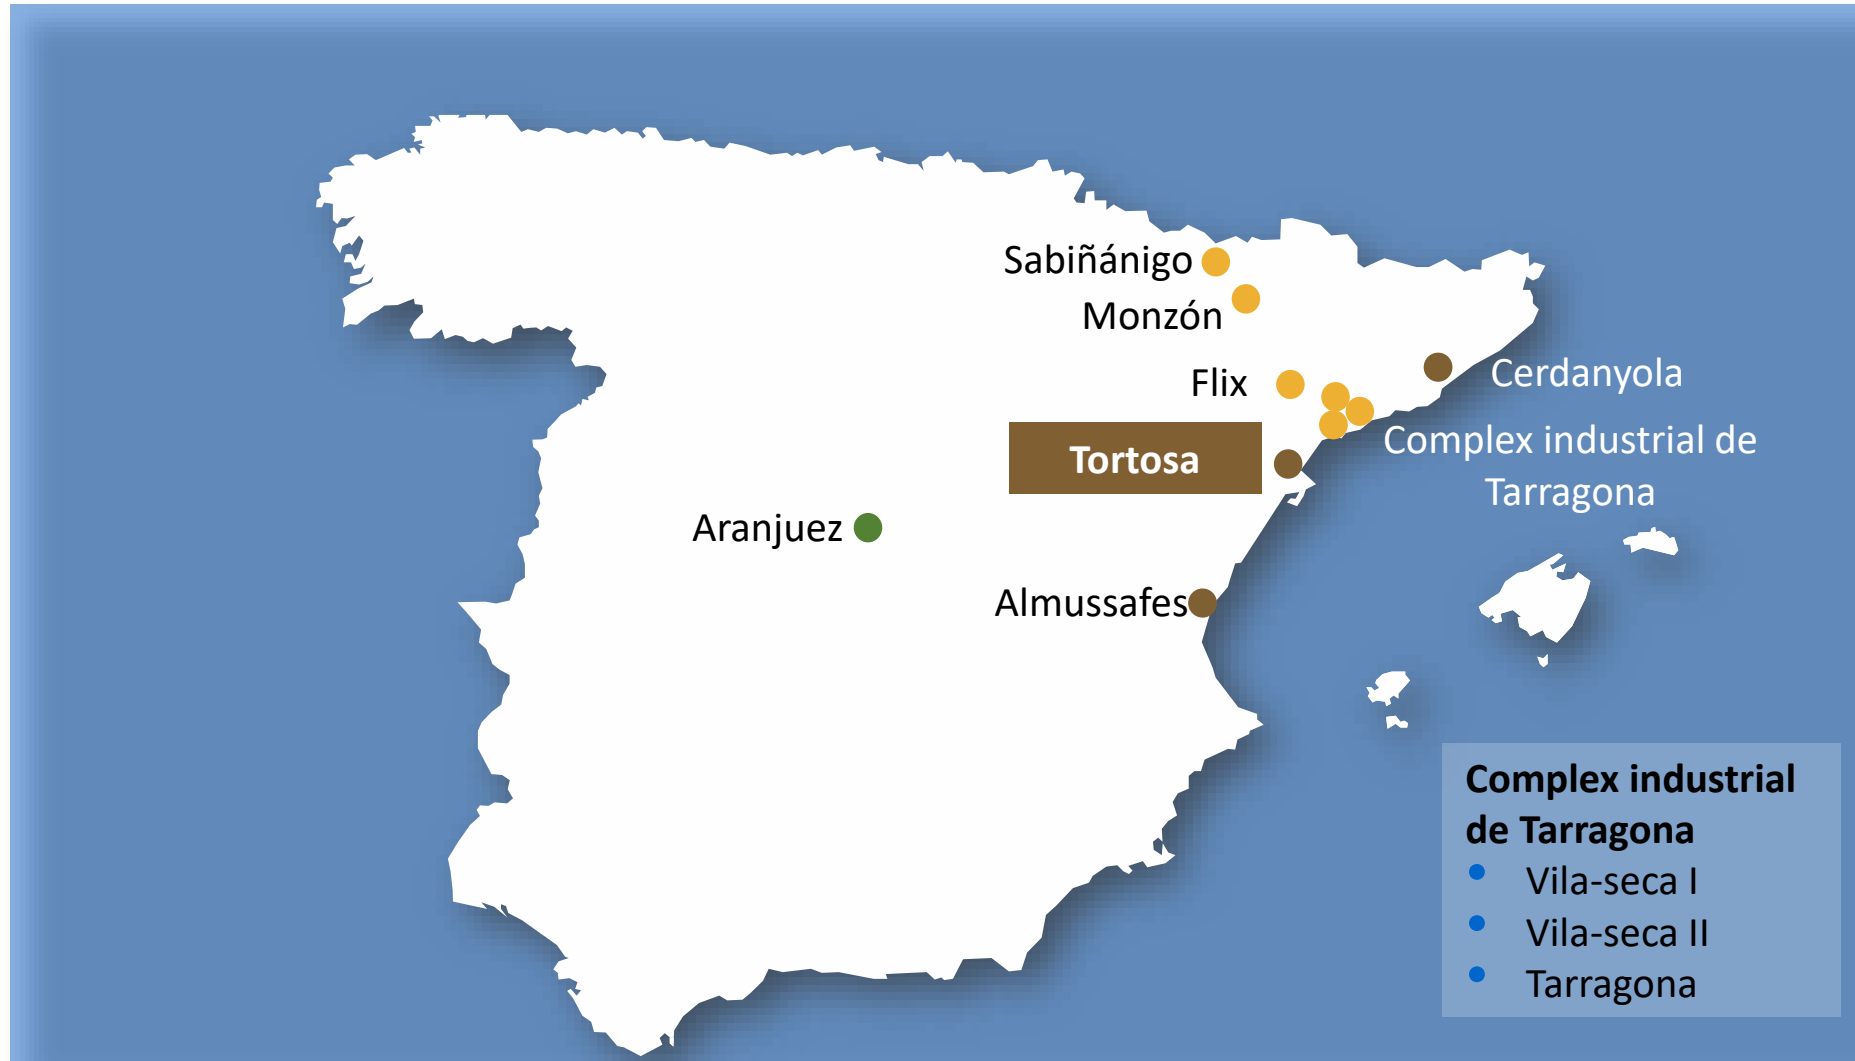 Sabiñánigo
Monzón
Flix
Cerdanyola
Complex industrial de
Tarragona
Tortosa
Aranjuez
Almussafes
Complex industrial
de Tarragona
• Vila-seca I
• Vila-seca II
• Tarragona